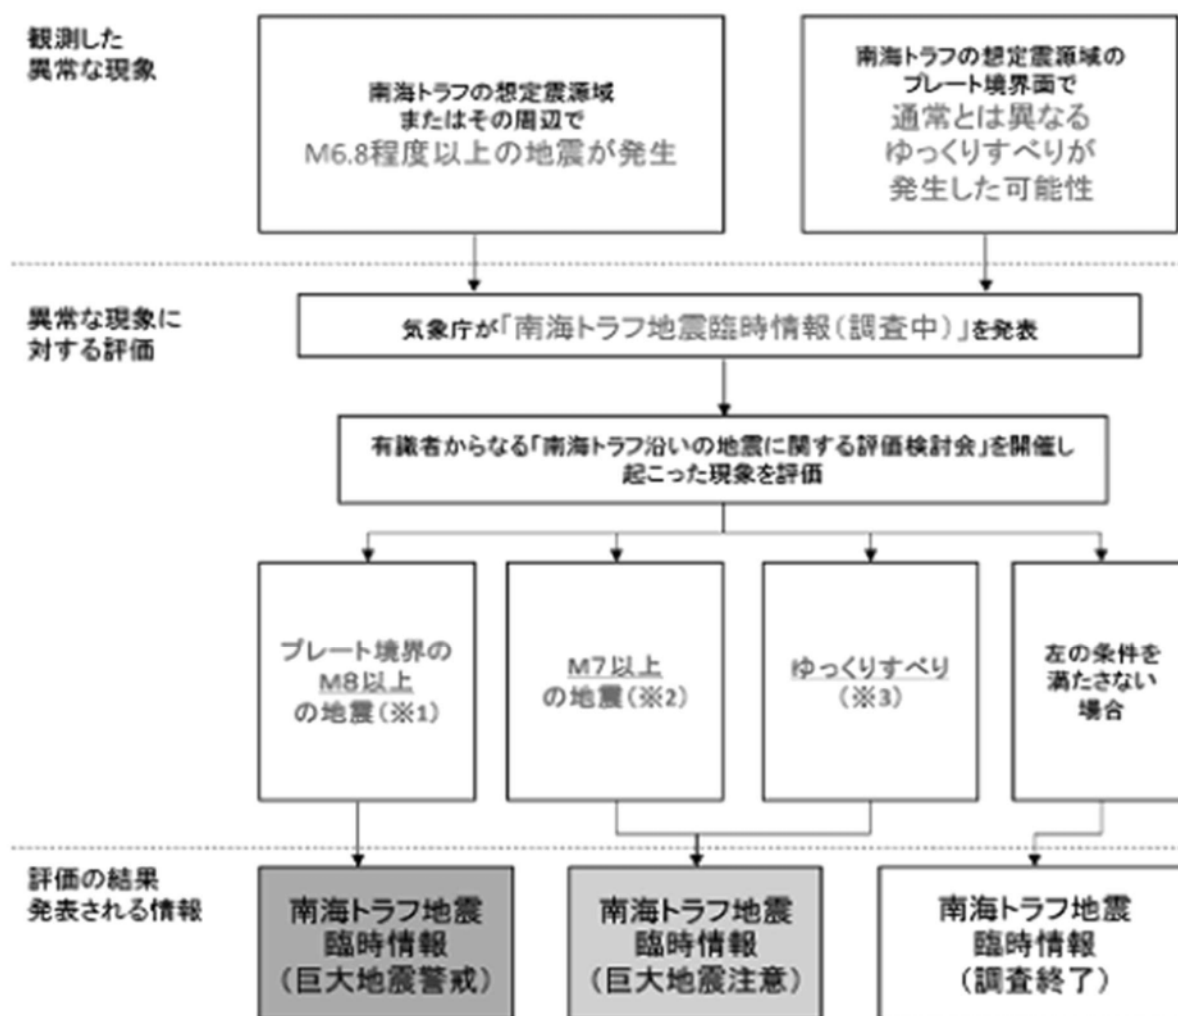 観測した
異常な現象
南海トラフの想定震源域
またはその周辺で
M6.8程度以上の地震が発生
南海トラフの想定震源域の
プレート境界面で
通常とは異なる
ゆっくりすべりが
発生した可能性
異常な現象に
対する評価
気象庁が「南海トラフ地震臨時情報(調査中)」を発表
有識者からなる「南海トラフ沿いの地震に関する評価検討会」を開催し
起こった現象を評価
プレート境界の
M8以上
の地震(※1)
M7以上
の地震(※2)
ゆっくりすべり
(※3)
左の条件を
満たさない
場合
評価の結果
発表される情報
南海トラフ地震
臨時情報
(巨大地震警戒)
南海トラフ地震
臨時情報
(巨大地震注意)
南海トラフ地震
臨時情報
(調査終了)